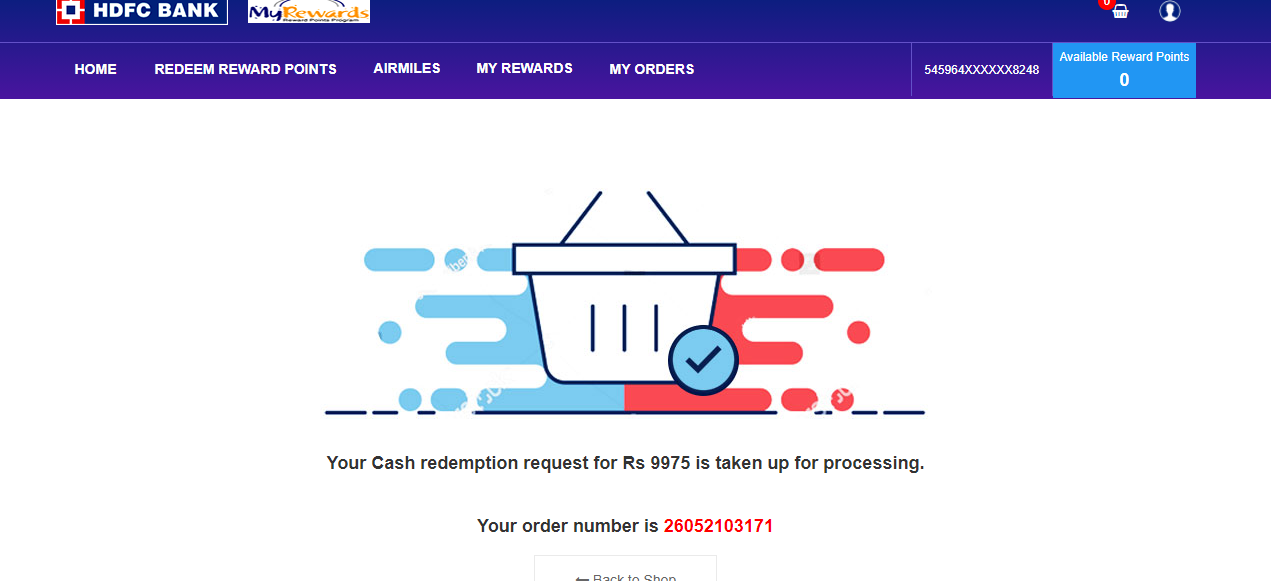 HDFC BANK
MyRewards
Reward Points Program
0
HOME
REDEEM REWARD POINTS
AIRMILES
MY REWARDS
MY ORDERS
545964XXXXXX8248
Available Reward Points
0
Your Cash redemption request for Rs 9975 is taken up for processing.
Your order number is 26052103171
Back to Shop